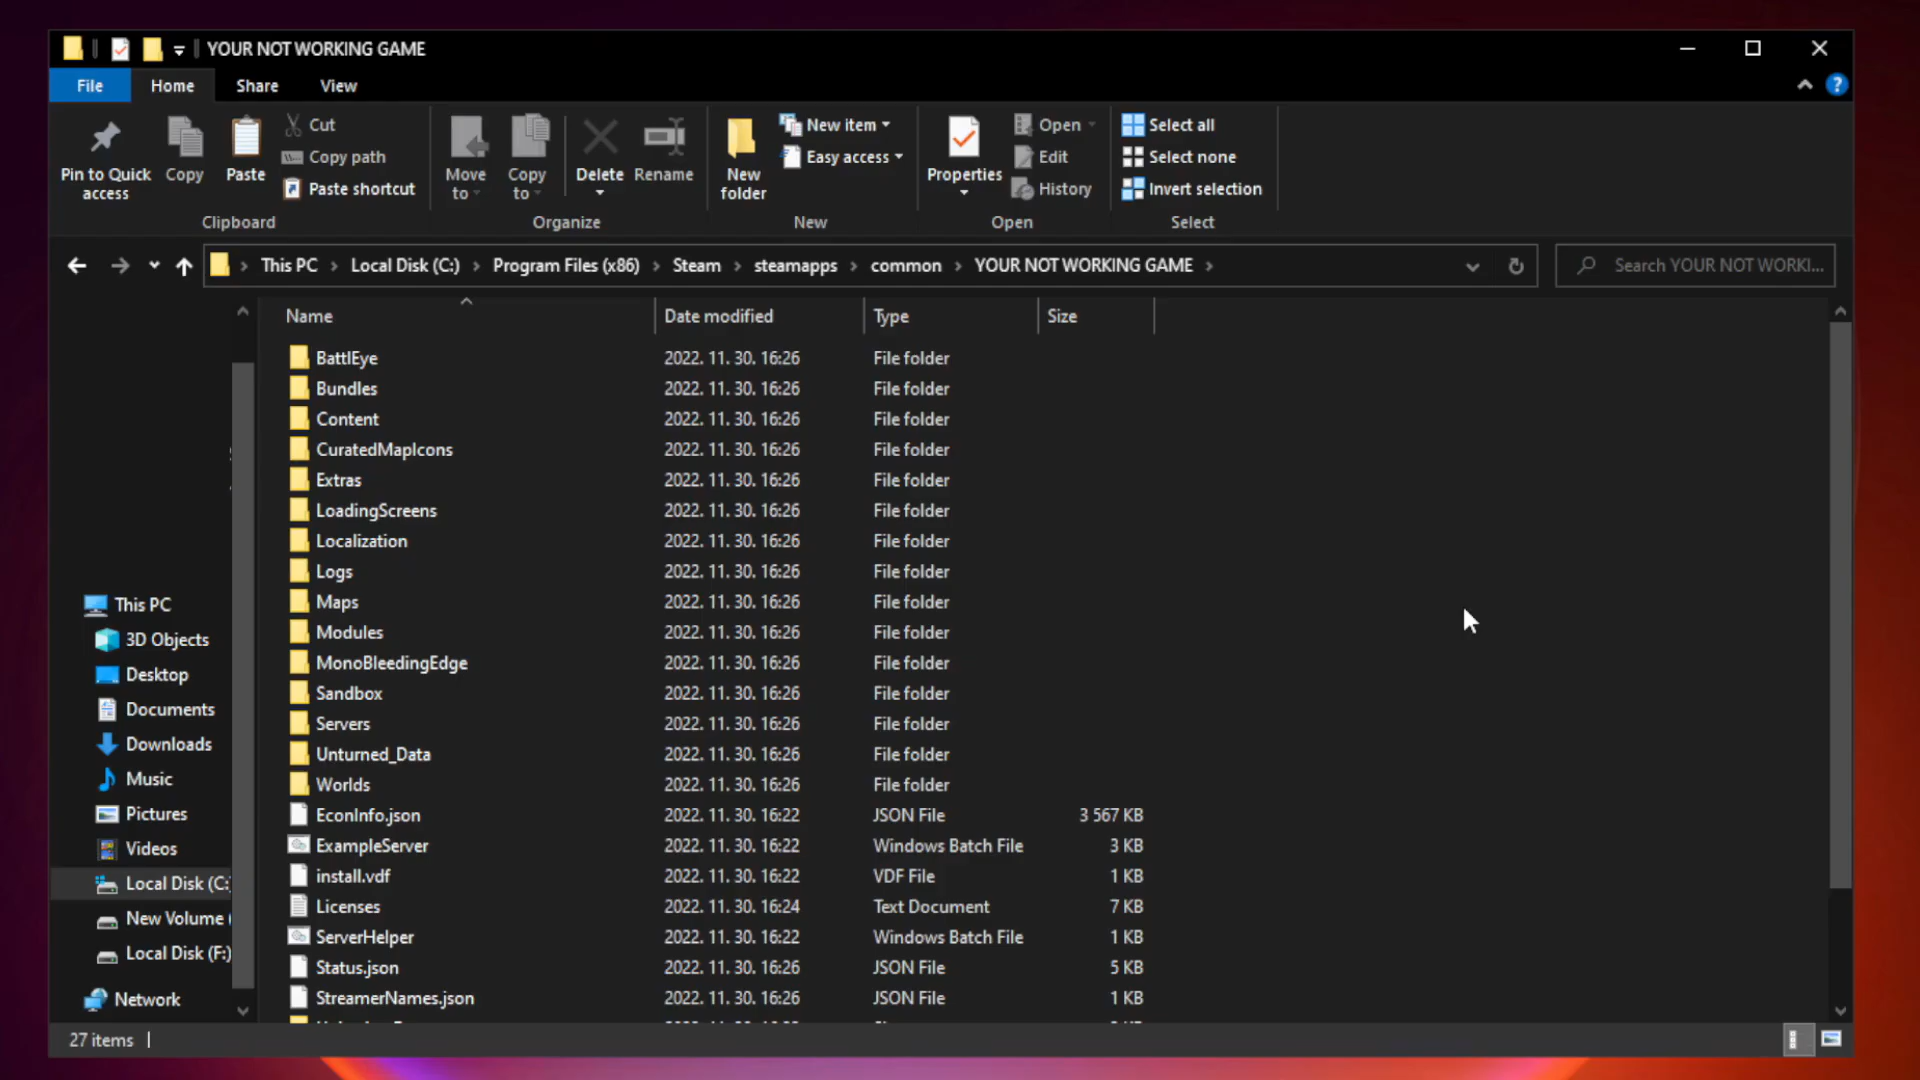 YOUR NOT WORKING GAME
File Home Share View
Pin to Quick access
Copy
Paste
Cut
Copy path
Paste shortcut
Clipboard
Move to
Copy to
Delete
Rename
Organize
New folder
New item
Easy access
New
Properties
Open
Edit
History
Open
Select all
Select none
Invert selection
Select
This PC > Local Disk (C:) > Program Files (x86) > Steam > steamapps > common > YOUR NOT WORKING GAME >
Search YOUR NOT WORKI...
Name Date modified Type Size
BattlEye 2022. 11. 30. 16:26 File folder
Bundles 2022. 11. 30. 16:26 File folder
Content 2022. 11. 30. 16:26 File folder
CuratedMapIcons 2022. 11. 30. 16:26 File folder
Extras 2022. 11. 30. 16:26 File folder
LoadingScreens 2022. 11. 30. 16:26 File folder
Localization 2022. 11. 30. 16:26 File folder
Logs 2022. 11. 30. 16:26 File folder
Maps 2022. 11. 30. 16:26 File folder
Modules 2022. 11. 30. 16:26 File folder
MonoBleedingEdge 2022. 11. 30. 16:26 File folder
Sandbox 2022. 11. 30. 16:26 File folder
Servers 2022. 11. 30. 16:26 File folder
Unturned_Data 2022. 11. 30. 16:26 File folder
Worlds 2022. 11. 30. 16:26 File folder
EconInfo.json 2022. 11. 30. 16:22 JSON File 3 567 KB
ExampleServer 2022. 11. 30. 16:22 Windows Batch File 3 KB
install.vdf 2022. 11. 30. 16:22 VDF File 1 KB
Licenses 2022. 11. 30. 16:24 Text Document 7 KB
ServerHelper 2022. 11. 30. 16:22 Windows Batch File 1 KB
Status.json 2022. 11. 30. 16:26 JSON File 5 KB
StreamerNames.json 2022. 11. 30. 16:26 JSON File 1 KB
This PC
3D Objects
Desktop
Documents
Downloads
Music
Pictures
Videos
Local Disk (C:
New Volume (
Local Disk (F:)
Network
27 items